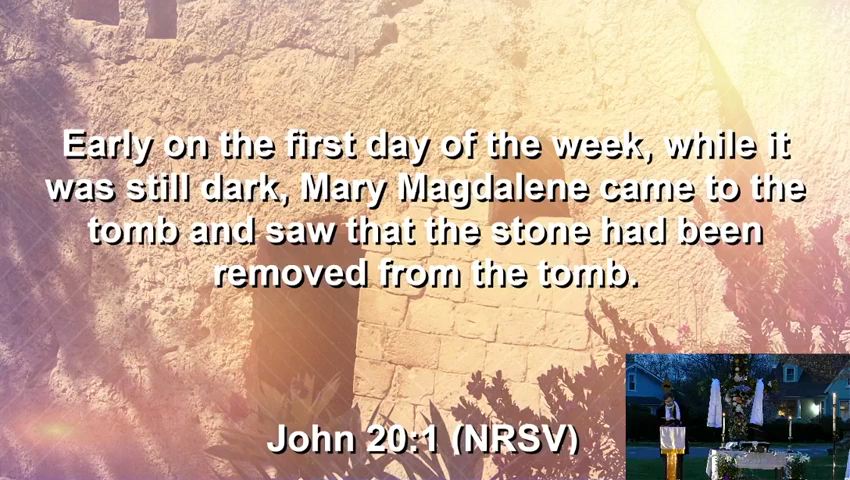 Early on the first day of the week, while it
was still dark, Mary Magdalene came to the
tomb and saw that the stone had been
removed from the tomb.
John 20:1 (NRSV)